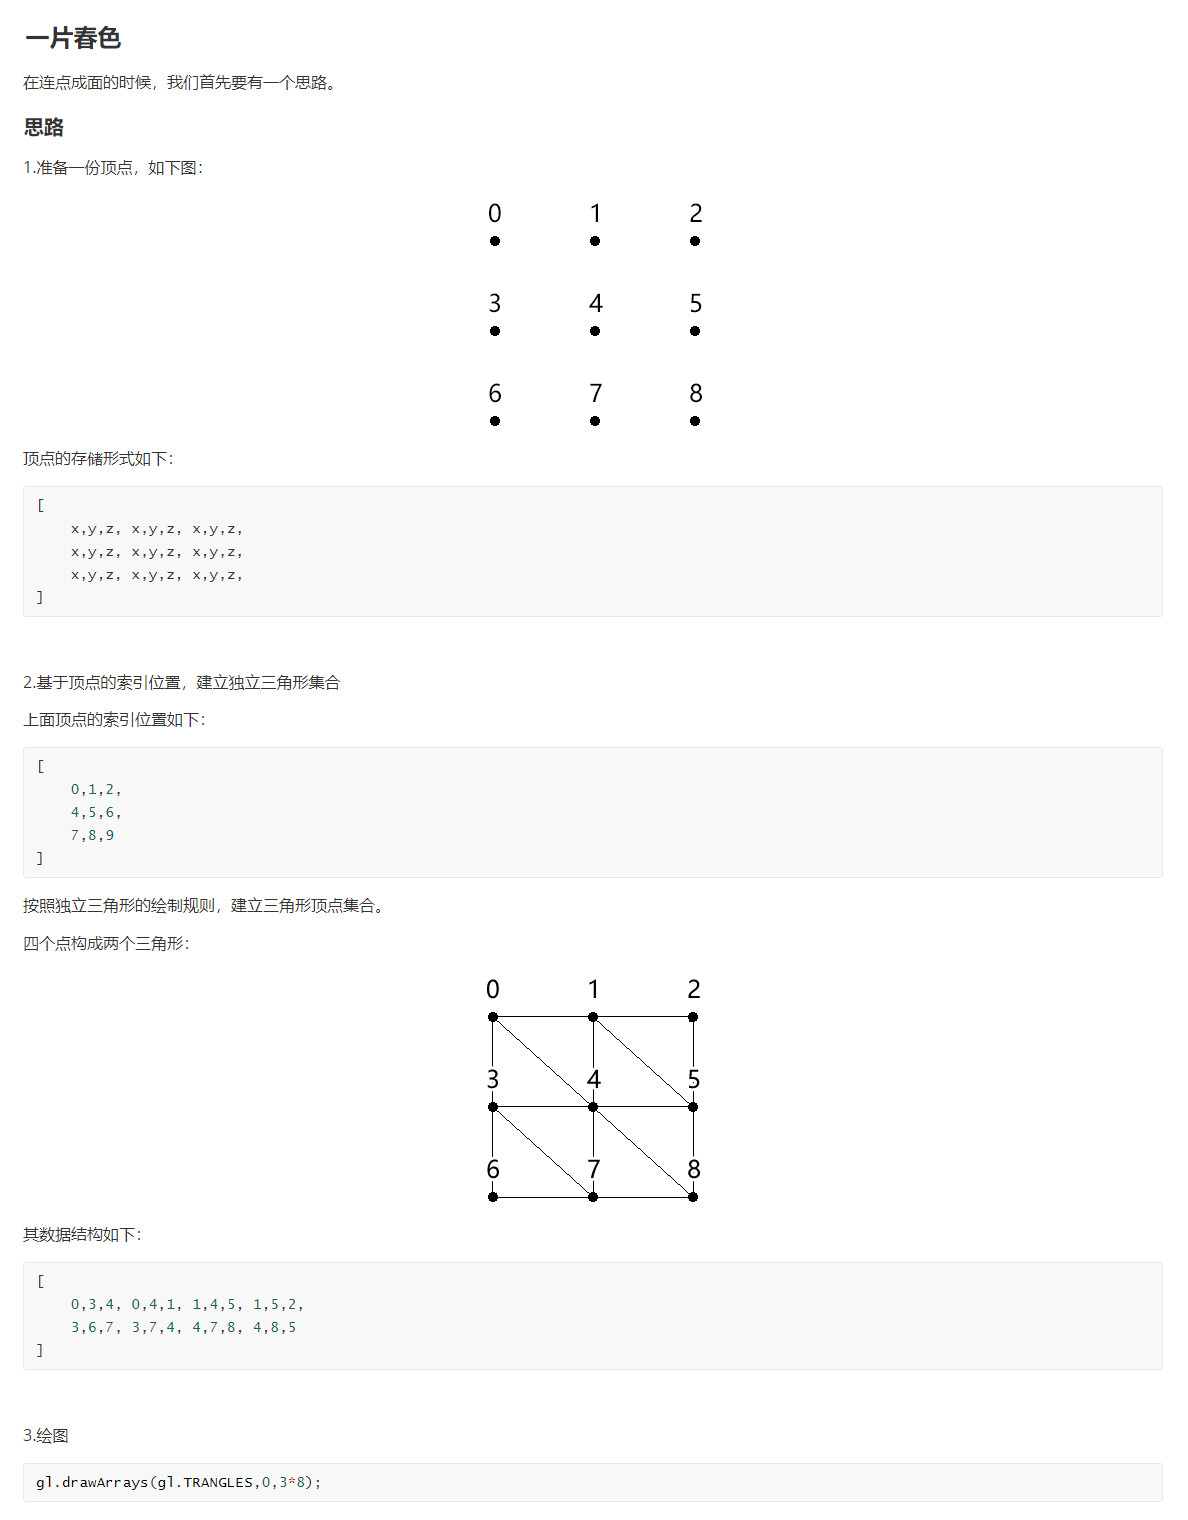 一片春色
在连点成面的时候，我们首先要有一个思路。
思路
1.准备一份顶点，如下图：
0 1 2
3 4 5
6 7 8
顶点的存储形式如下：
[
x,y,z, x,y,z, x,y,z,
x,y,z, x,y,z, x,y,z,
x,y,z, x,y,z, x,y,z,
]
2.基于顶点的索引位置，建立独立三角形集合
上面顶点的索引位置如下：
[
0,1,2,
4,5,6,
7,8,9
]
按照独立三角形的绘制规则，建立三角形顶点集合。
四个点构成两个三角形：
0 1 2
3 4 5
6 7 8
其数据结构如下：
[
0,3,4, 0,4,1, 1,4,5, 1,5,2,
3,6,7, 3,7,4, 4,7,8, 4,8,5
]
3.绘图
gl.drawArrays(gl.TRANGLES,0,3*8);